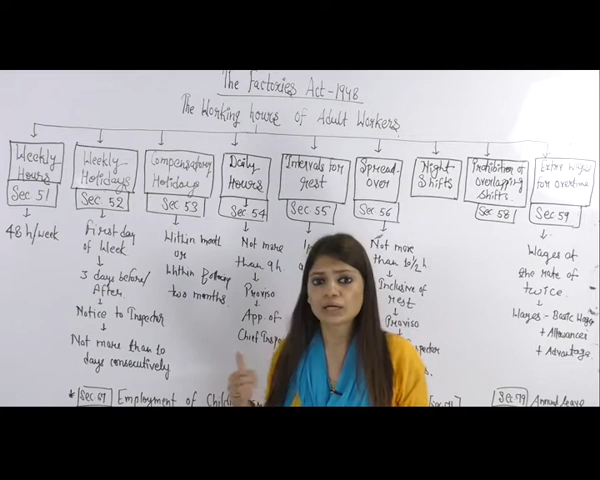 The Factories Act-1948
The Working hours of Adult Workers
Weekly
Hours
Sec 51
48 h/week
Weekly
Holidays
Sec 52
First day
of Week
3 days before/
After
Notice to Inspector
Not more than 10
days consecutively
Compensatory
Holidays
Sec 53
Within month
or
Within
two months
Daily
Hours
Sec 54
Not more
than 9h
Proviso
App. of
Chief
Intervals for
rest
Sec 55
Spread-
over
Sec 56
Not more
than 10 1/2 h
Inclusive of
rest
Proviso
Night
Shifts
Prohibition of
overlapping
shifts.
Sec 58
Extra wages
for overtime
Sec 59
Wages at
the rate of
twice
Wages - Basic Wages
+ Allowances
+ Advantage
* Sec 67 Employment of
Sec 79 Annual Leave